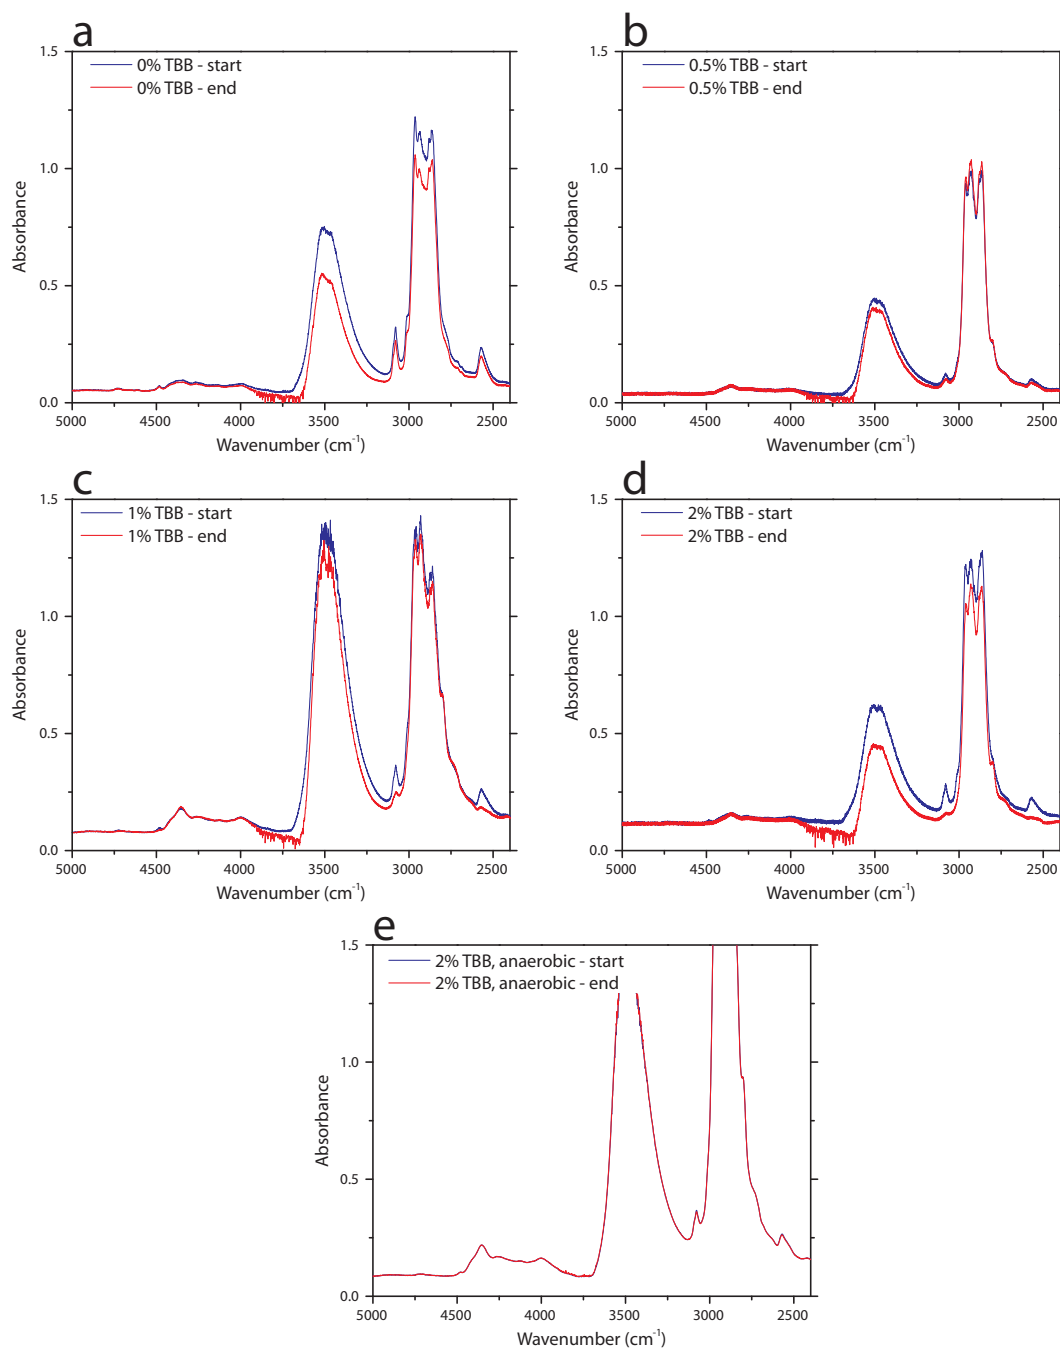 a
1.5
1.0
0.5
0.0
Absorbance
0% TBB - start
0% TBB - end
5000 4500 4000 3500 3000 2500
Wavenumber (cm⁻¹)
b
1.5
1.0
0.5
0.0
Absorbance
0.5% TBB - start
0.5% TBB - end
5000 4500 4000 3500 3000 2500
Wavenumber (cm⁻¹)
c
1.5
1.0
0.5
0.0
Absorbance
1% TBB - start
1% TBB - end
5000 4500 4000 3500 3000 2500
Wavenumber (cm⁻¹)
d
1.5
1.0
0.5
0.0
Absorbance
2% TBB - start
2% TBB - end
5000 4500 4000 3500 3000 2500
Wavenumber (cm⁻¹)
e
1.5
1.0
0.5
0.0
Absorbance
2% TBB, anaerobic - start
2% TBB, anaerobic - end
5000 4500 4000 3500 3000 2500
Wavenumber (cm⁻¹)